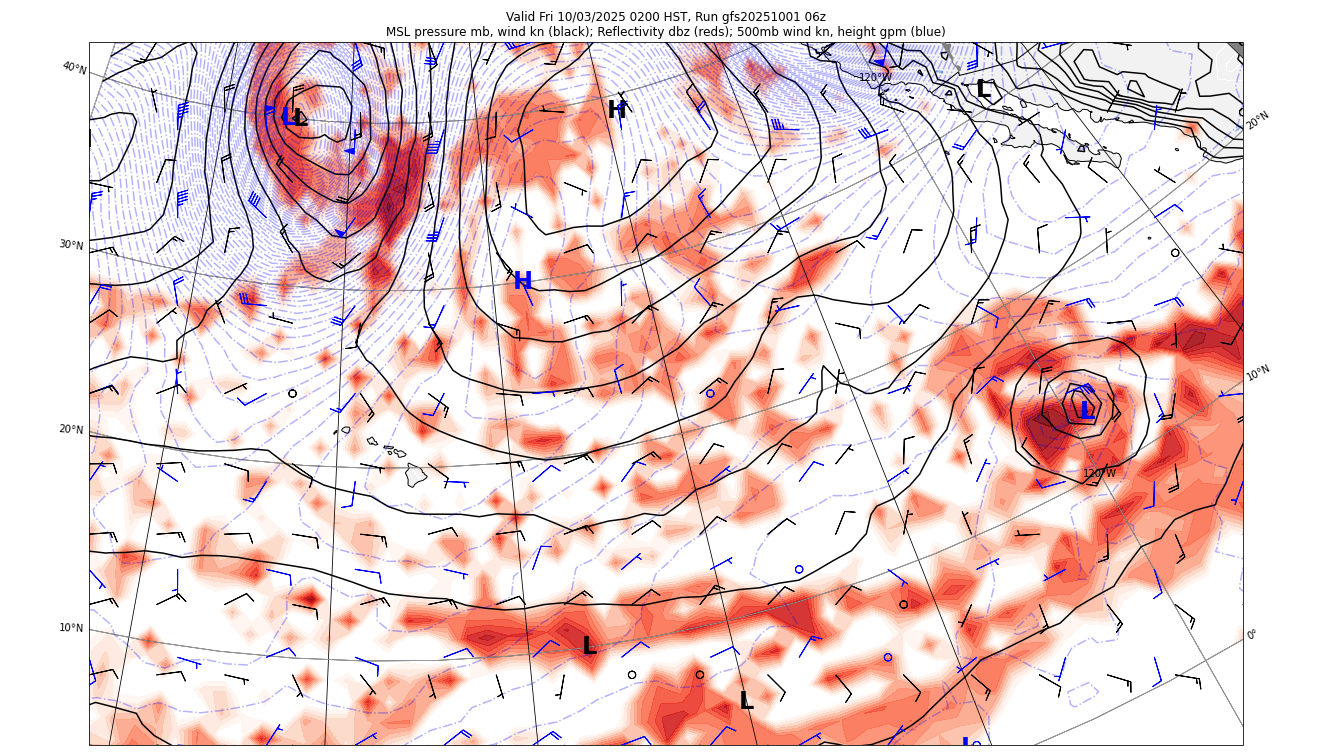 Valid Fri 10/03/2025 0200 HST, Run gfs20251001 06z
MSL pressure mb, wind kn (black); Reflectivity dbz (reds); 500mb wind kn, height gpm (blue)
40°N
120°W
L
20°N
L L
H
30°N
H
10°N
L
20°N
120°W
10°N
0°
L
L
L